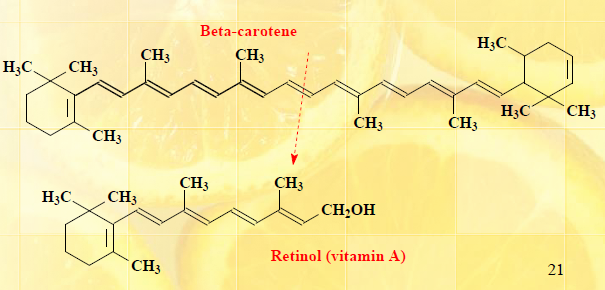 Beta-carotene
H₃C
CH₃
CH₃
CH₃
H₃C
CH₃
CH₃
CH₃
H₃C
CH₃
CH₃
CH₃
CH₃
H₃C
CH₃
CH₂OH
CH₃
Retinol (vitamin A)
21